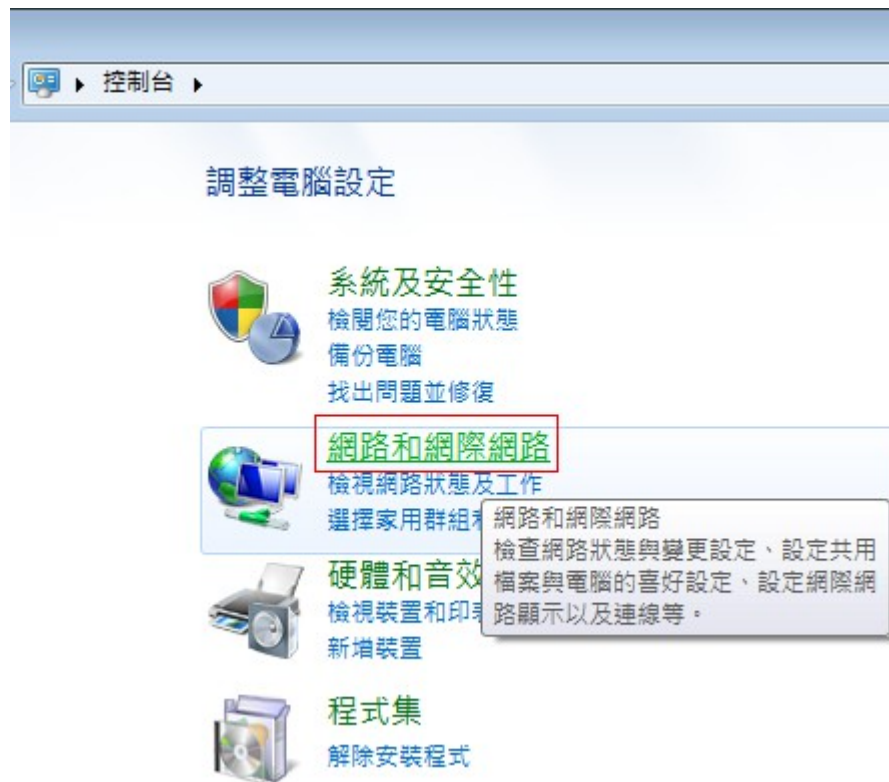 控制台
調整電腦設定
系統及安全性
檢閱您的電腦狀態
備份電腦
找出問題並修復
網路和網際網路
檢視網路狀態及工作
選擇家用群組
網路和網際網路
檢查網路狀態與變更設定、設定共用
檔案與電腦的喜好設定、設定網際網
路顯示以及連線等。
硬體和音效
檢視裝置和印
新增裝置
程式集
解除安裝程式